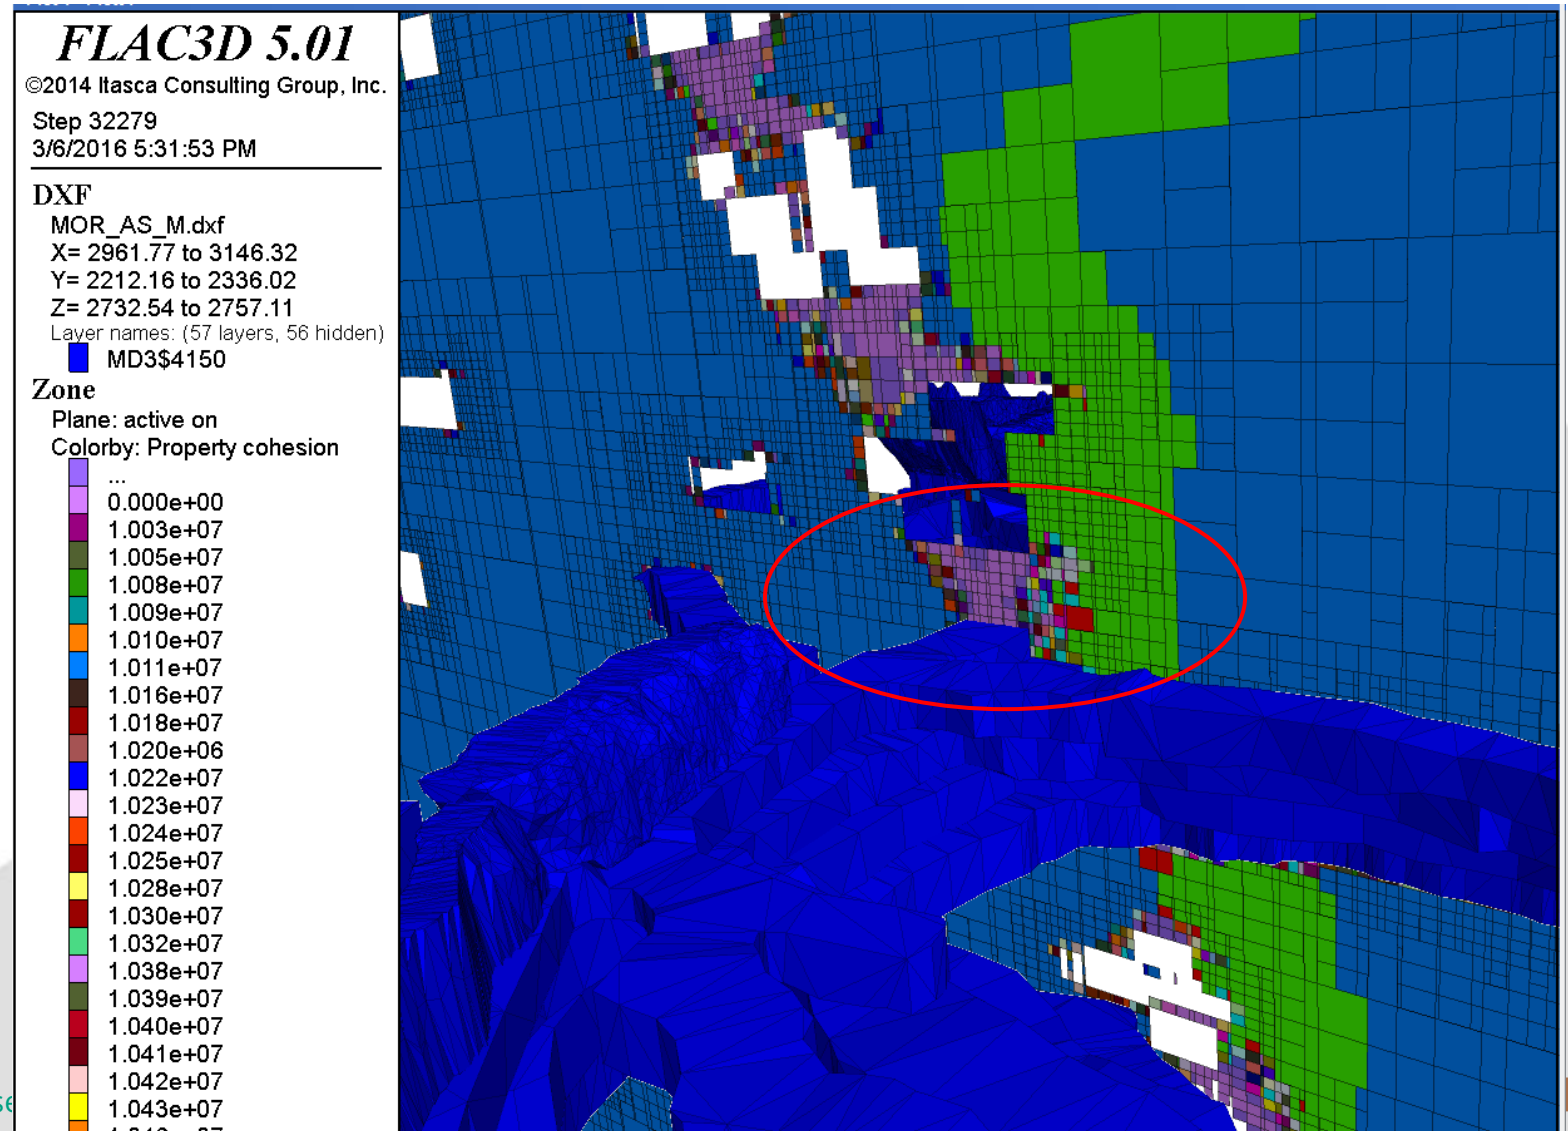 FLAC3D 5.01
©2014 Itasca Consulting Group, Inc.
Step 32279
3/6/2016 5:31:53 PM
DXF
MOR_AS_M.dxf
X= 2961.77 to 3146.32
Y= 2212.16 to 2336.02
Z= 2732.54 to 2757.11
Layer names: (57 layers, 56 hidden)
MD3$4150
Zone
Plane: active on
Colorby: Property cohesion
...
0.000e+00
1.003e+07
1.005e+07
1.008e+07
1.009e+07
1.010e+07
1.011e+07
1.016e+07
1.018e+07
1.020e+06
1.022e+07
1.023e+07
1.024e+07
1.025e+07
1.028e+07
1.030e+07
1.032e+07
1.038e+07
1.039e+07
1.040e+07
1.041e+07
1.042e+07
1.043e+07